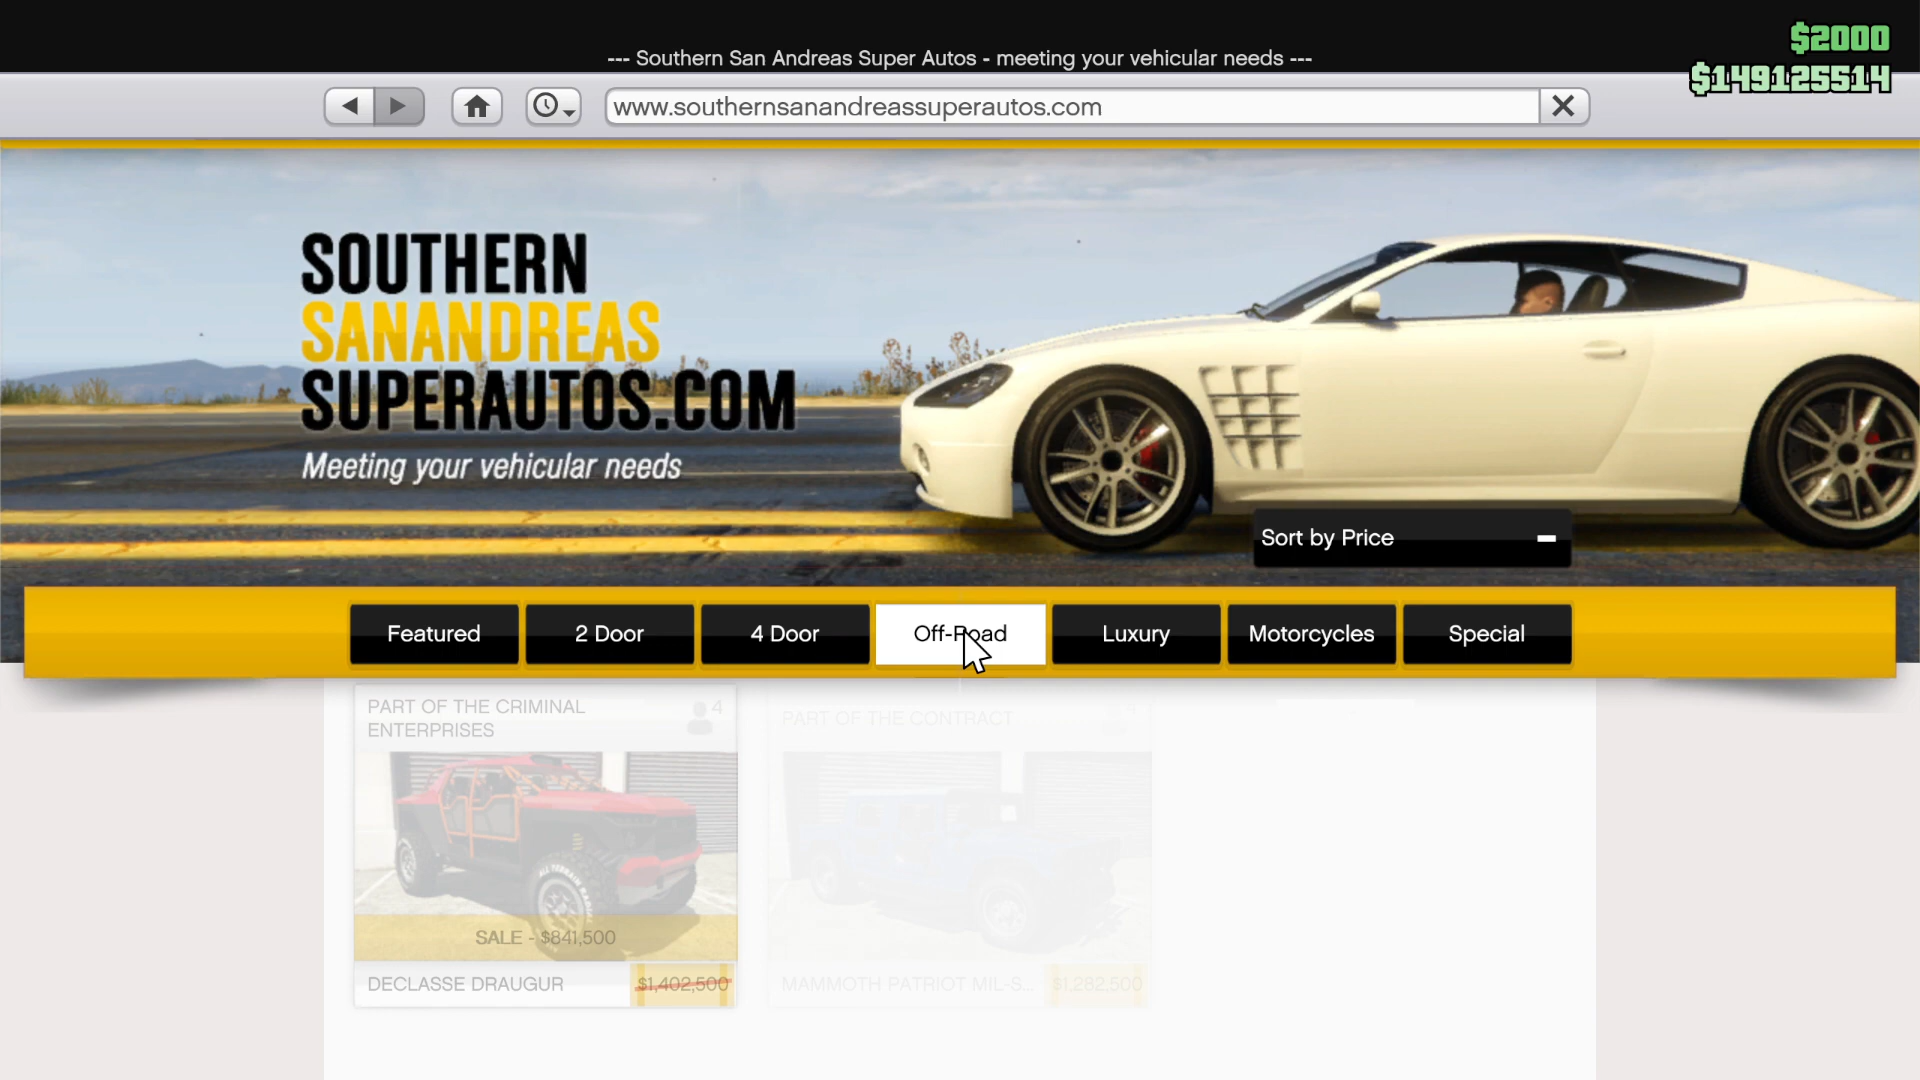 $2000
--- Southern San Andreas Super Autos - meeting your vehicular needs ---
$149125514
www.southernsanandreassuperautos.com
SOUTHERN
SANANDREAS
SUPERAUTOS.COM
Meeting your vehicular needs
Sort by Price
Featured
2 Door
4 Door
Off-Road
Luxury
Motorcycles
Special
PART OF THE CRIMINAL
ENTERPRISES
4
PART OF THE CONTRACT
SALE - $841,500
DECLASSE DRAUGUR
$1,402,500
MAMMOTH PATRIOT MIL-S...
$1,282,500